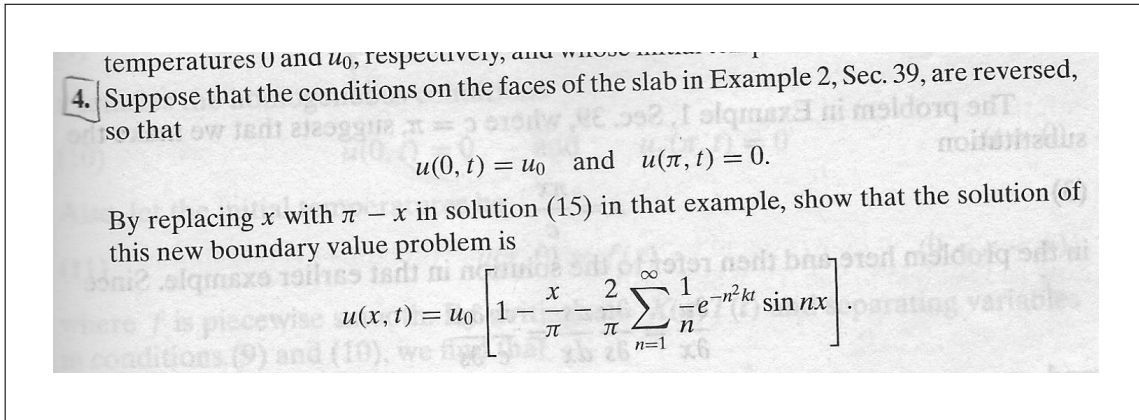 temperatures 0 and u₀, respectively, and
4. Suppose that the conditions on the faces of the slab in Example 2, Sec. 39, are reversed,
so that
u(0, t) = u₀ and u(π, t) = 0.
By replacing x with π − x in solution (15) in that example, show that the solution of
this new boundary value problem is
u(x, t) = u₀ [1 − x/π − 2/π ∑_{n=1}^{∞} 1/n e^{−n²kt} sin nx].